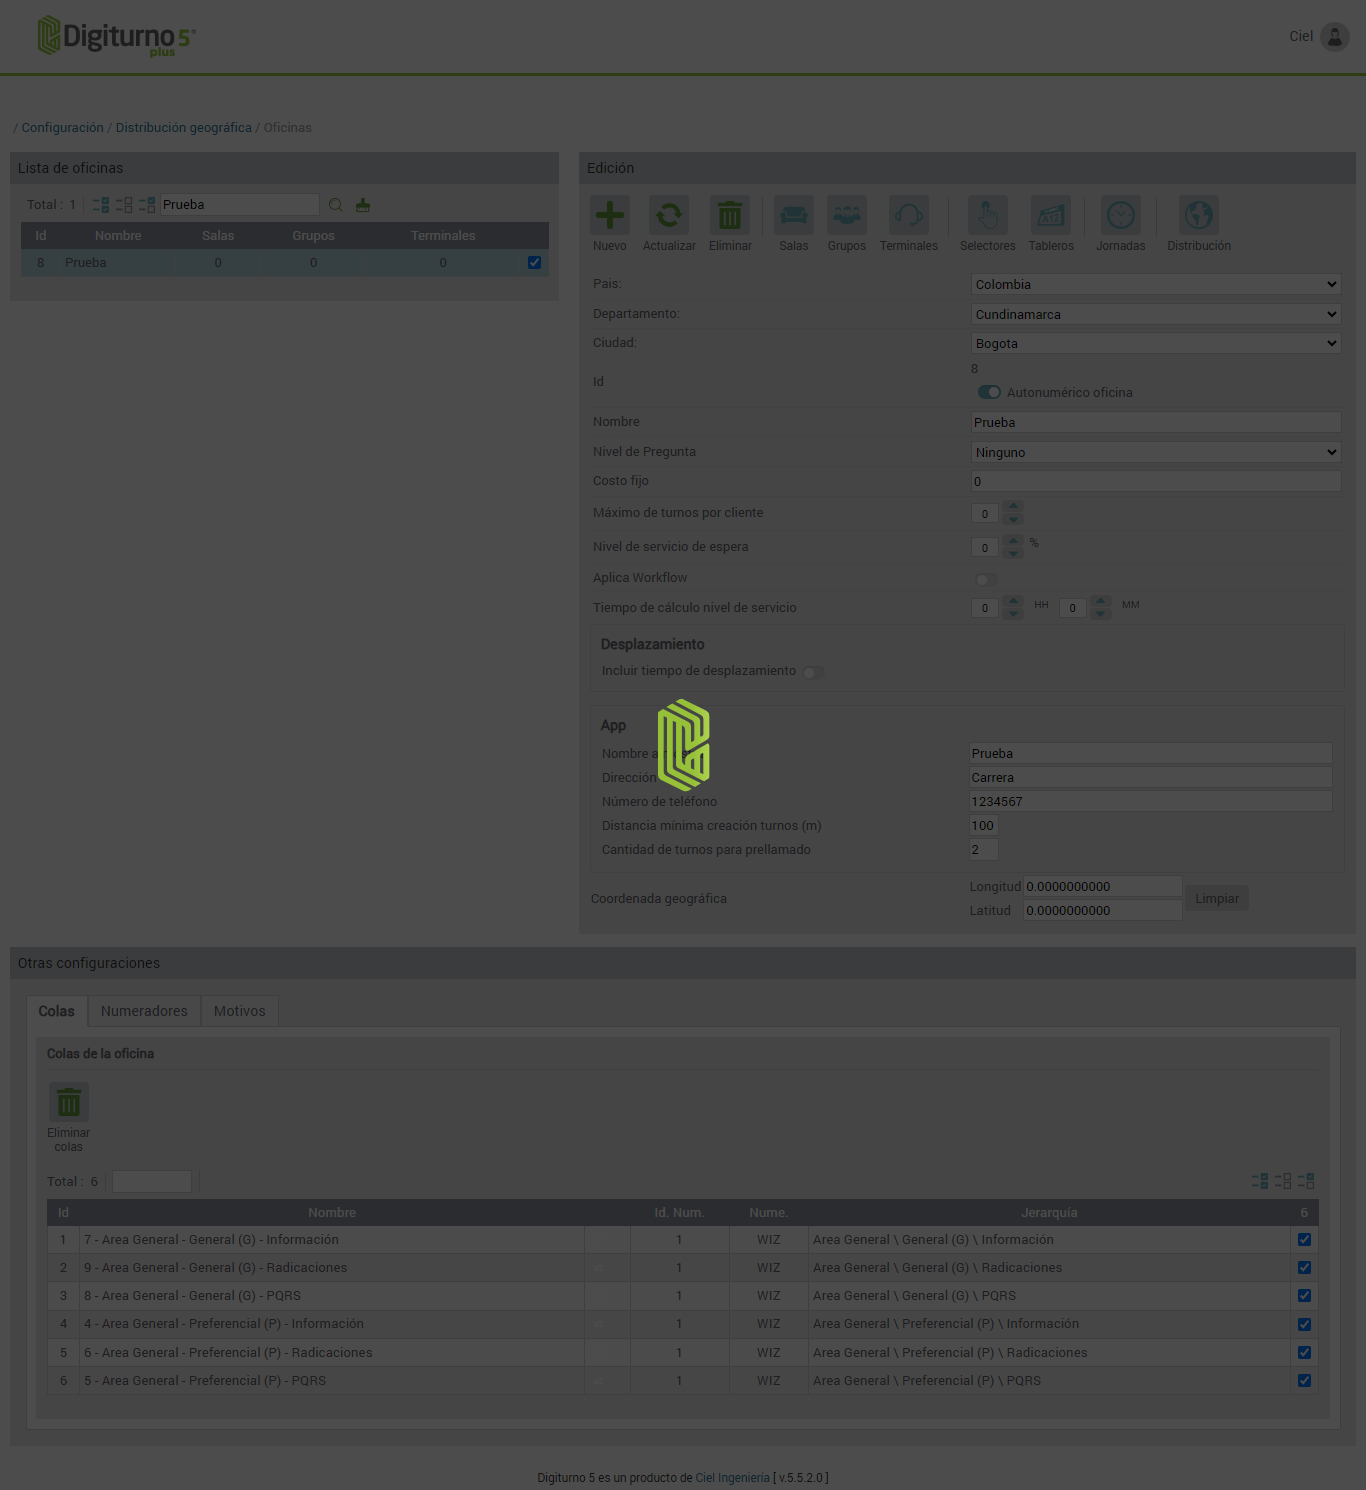 Digiturno 5®
plus
Ciel
/ Configuración / Distribución geográfica / Oficinas
Lista de oficinas
Total : 1 Prueba
Id Nombre Salas Grupos Terminales
8 Prueba 0 0 0
Edición
Nuevo Actualizar Eliminar Salas Grupos Terminales Selectores Tableros Jornadas Distribución
Pais: Colombia
Departamento: Cundinamarca
Ciudad: Bogota
Id 8
Autonumérico oficina
Nombre Prueba
Nivel de Pregunta Ninguno
Costo fijo 0
Máximo de turnos por cliente 0
Nivel de servicio de espera 0 %
Aplica Workflow
Tiempo de cálculo nivel de servicio 0 HH 0 MM
Desplazamiento
Incluir tiempo de desplazamiento
App
Nombre Prueba
Dirección Carrera
Número de teléfono 1234567
Distancia mínima creación turnos (m) 100
Cantidad de turnos para prellamado 2
Coordenada geográfica Longitud 0.0000000000 Limpiar
Latitud 0.0000000000
Otras configuraciones
Colas Numeradores Motivos
Colas de la oficina
Eliminar
colas
Total : 6
Id Nombre Id. Num. Nume. Jerarquía 6
1 7 - Area General - General (G) - Información 1 WIZ Area General \ General (G) \ Información
2 9 - Area General - General (G) - Radicaciones 1 WIZ Area General \ General (G) \ Radicaciones
3 8 - Area General - General (G) - PQRS 1 WIZ Area General \ General (G) \ PQRS
4 4 - Area General - Preferencial (P) - Información 1 WIZ Area General \ Preferencial (P) \ Información
5 6 - Area General - Preferencial (P) - Radicaciones 1 WIZ Area General \ Preferencial (P) \ Radicaciones
6 5 - Area General - Preferencial (P) - PQRS 1 WIZ Area General \ Preferencial (P) \ PQRS
Digiturno 5 es un producto de Ciel Ingeniería [ v.5.5.2.0 ]